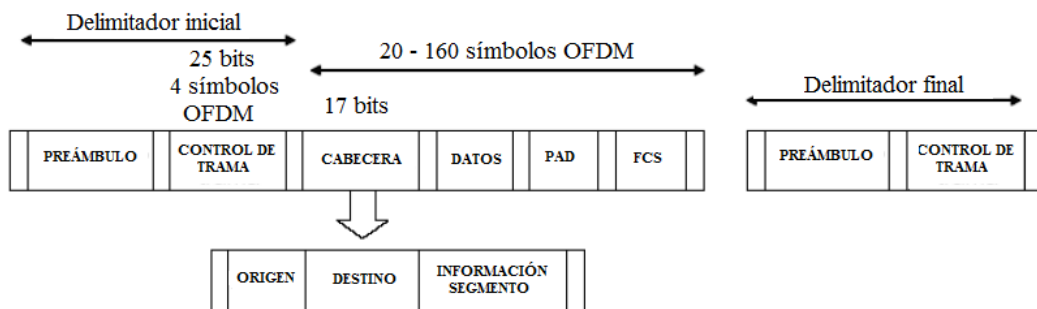 Delimitador inicial
25 bits
4 símbolos
OFDM
20 - 160 símbolos OFDM
17 bits
Delimitador final
PREÁMBULO
CONTROL DE
TRAMA
CABECERA
DATOS
PAD
FCS
PREÁMBULO
CONTROL DE
TRAMA
ORIGEN
DESTINO
INFORMACIÓN
SEGMENTO